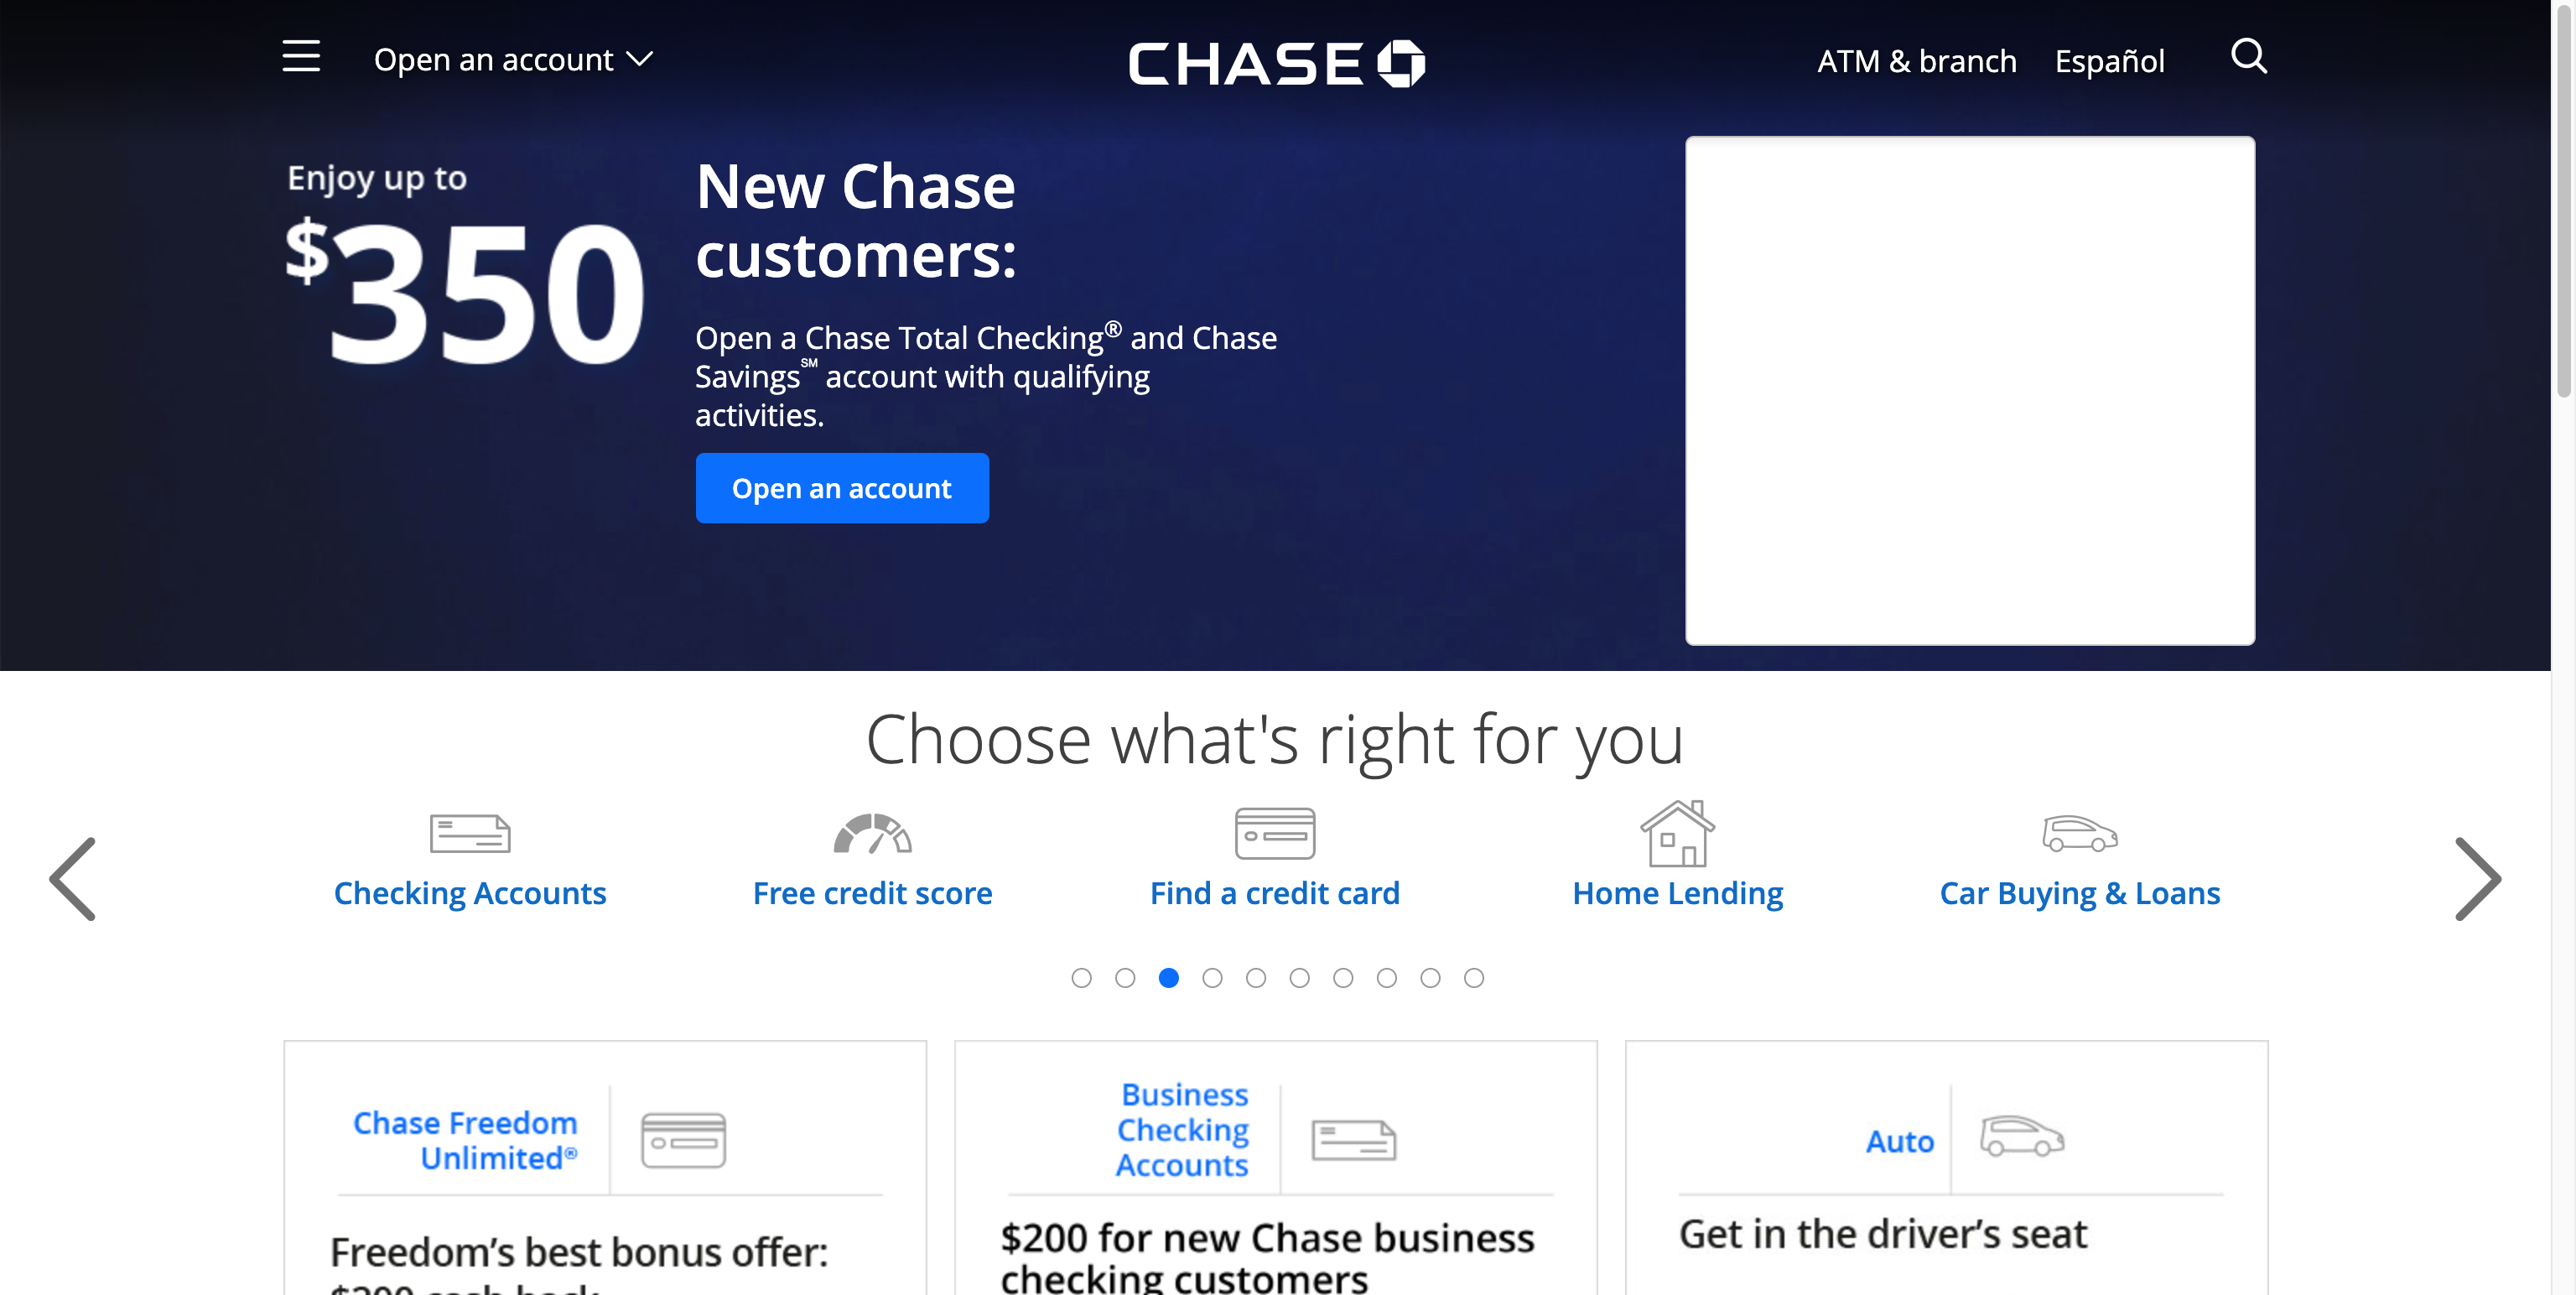 Open an account
CHASE
ATM & branch
Español
Enjoy up to
$350
New Chase
customers:
Open a Chase Total Checking® and Chase
Savings℠ account with qualifying
activities.
Open an account
Choose what's right for you
Checking Accounts
Free credit score
Find a credit card
Home Lending
Car Buying & Loans
Chase Freedom
Unlimited®
Freedom’s best bonus offer:
$200 cash back
Business
Checking
Accounts
$200 for new Chase business
checking customers
Auto
Get in the driver’s seat